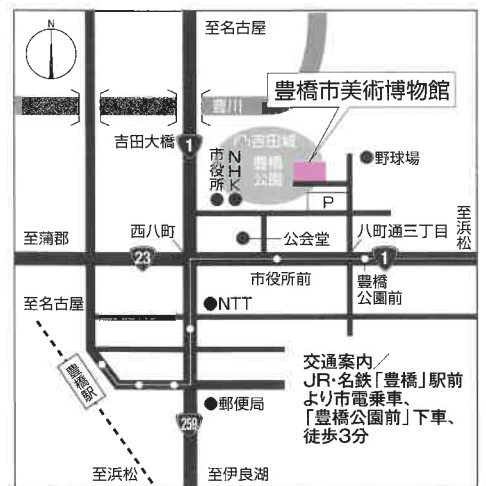 N
至名古屋
豊川
豊橋市美術博物館
吉田大橋
1
吉田城
豊橋
公園
市役所
NHK
野球場
P
至浜松
至蒲郡
西八町
公会堂
八町通三丁目
23
1
市役所前
豊橋
公園前
至名古屋
NTT
豊橋駅
交通案内／
JR・名鉄「豊橋」駅前
より市電乗車、
「豊橋公園前」下車、
徒歩3分
郵便局
259
至浜松
至伊良湖